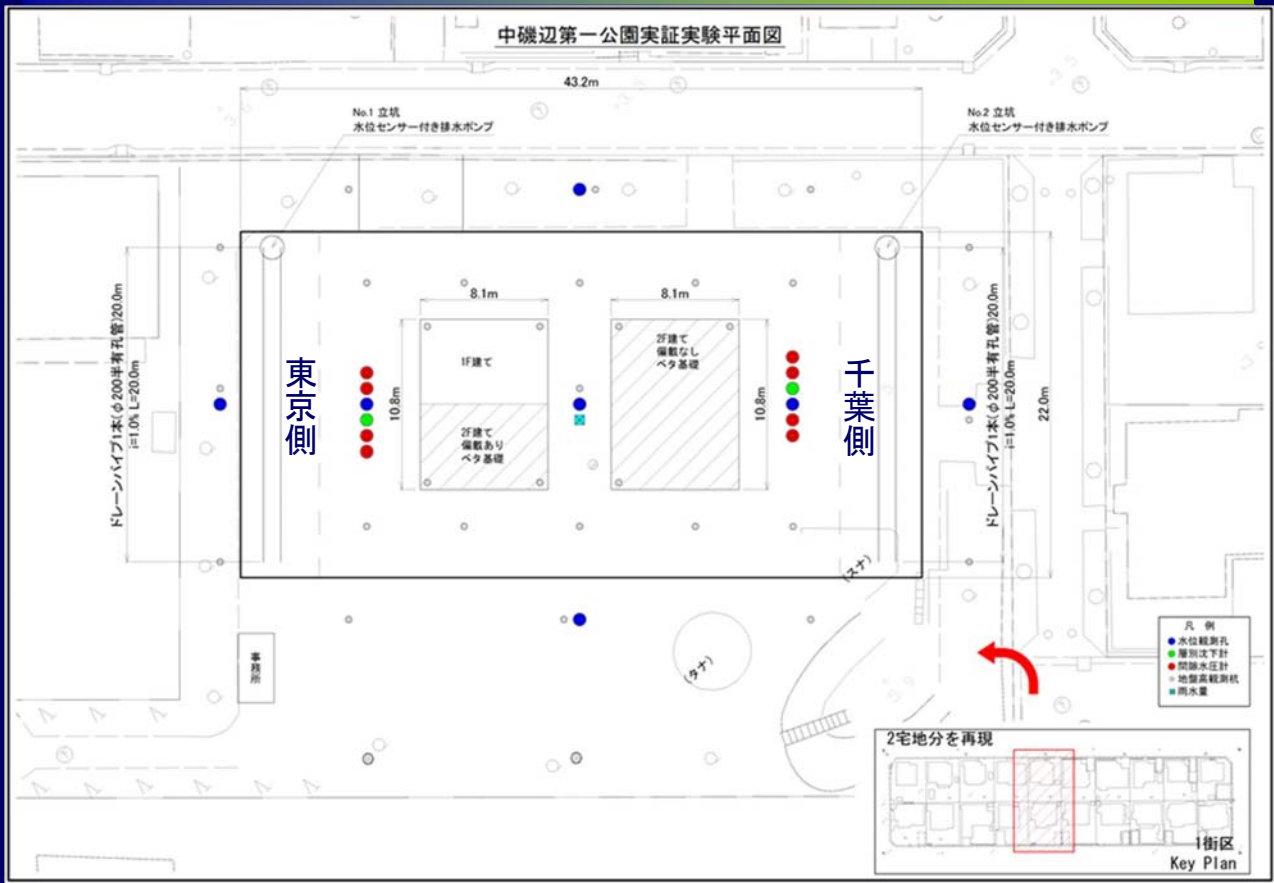 中磯辺第一公園実証実験平面図
43.2m
No.1 立坑
水位センサー付き排水ポンプ
No.2 立坑
水位センサー付き排水ポンプ
ドレーンパイプ1本(φ200半有孔管)20.0m
i=1.0% L=20.0m
東京側
8.1m
10.8m
1F建て
2F建て
偏載あり
ベタ基礎
8.1m
10.8m
2F建て
偏載なし
ベタ基礎
千葉側
ドレーンパイプ1本(φ200半有孔管)20.0m
i=1.0% L=20.0m
22.0m
(スナ)
(タナ)
事務所
凡例
水位観測孔
層別沈下計
間隙水圧計
地盤高観測杭
雨水量
2宅地分を再現
1街区
Key Plan